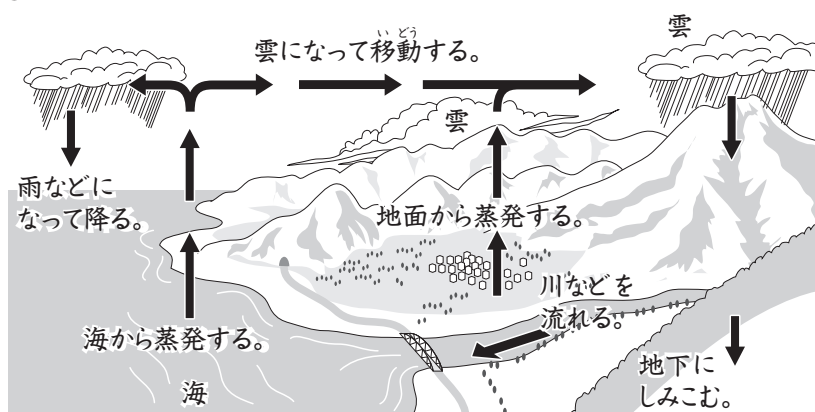 雲
い どう
雲になって移動する。
雲
雨などに
なって降る。
地面から蒸発する。
川などを
流れる。
海から蒸発する。
海
地下に
しみこむ。